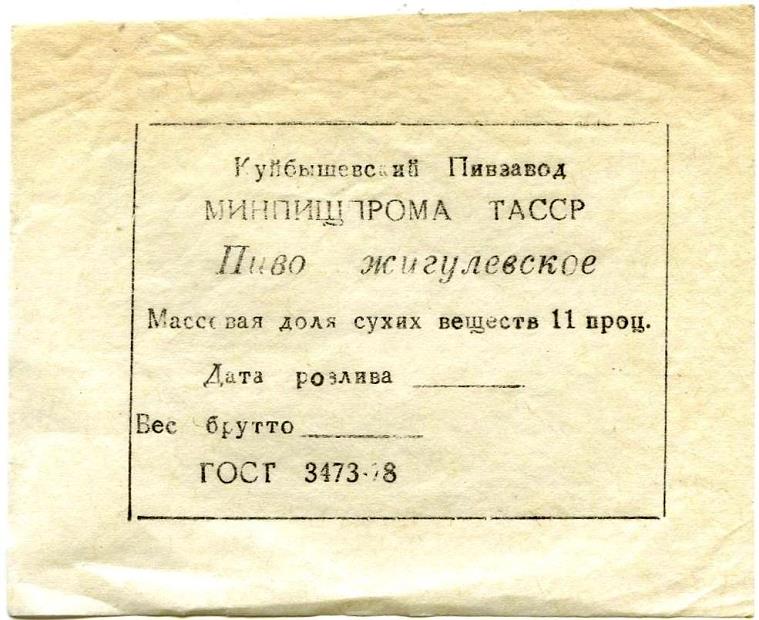 Куйбышевский Пивзавод
МИНПИЩПРОМА ТАССР
Пиво жигулевское
Массовая доля сухих веществ 11 проц.
Дата розлива
Вес брутто
ГОСТ 3473-78